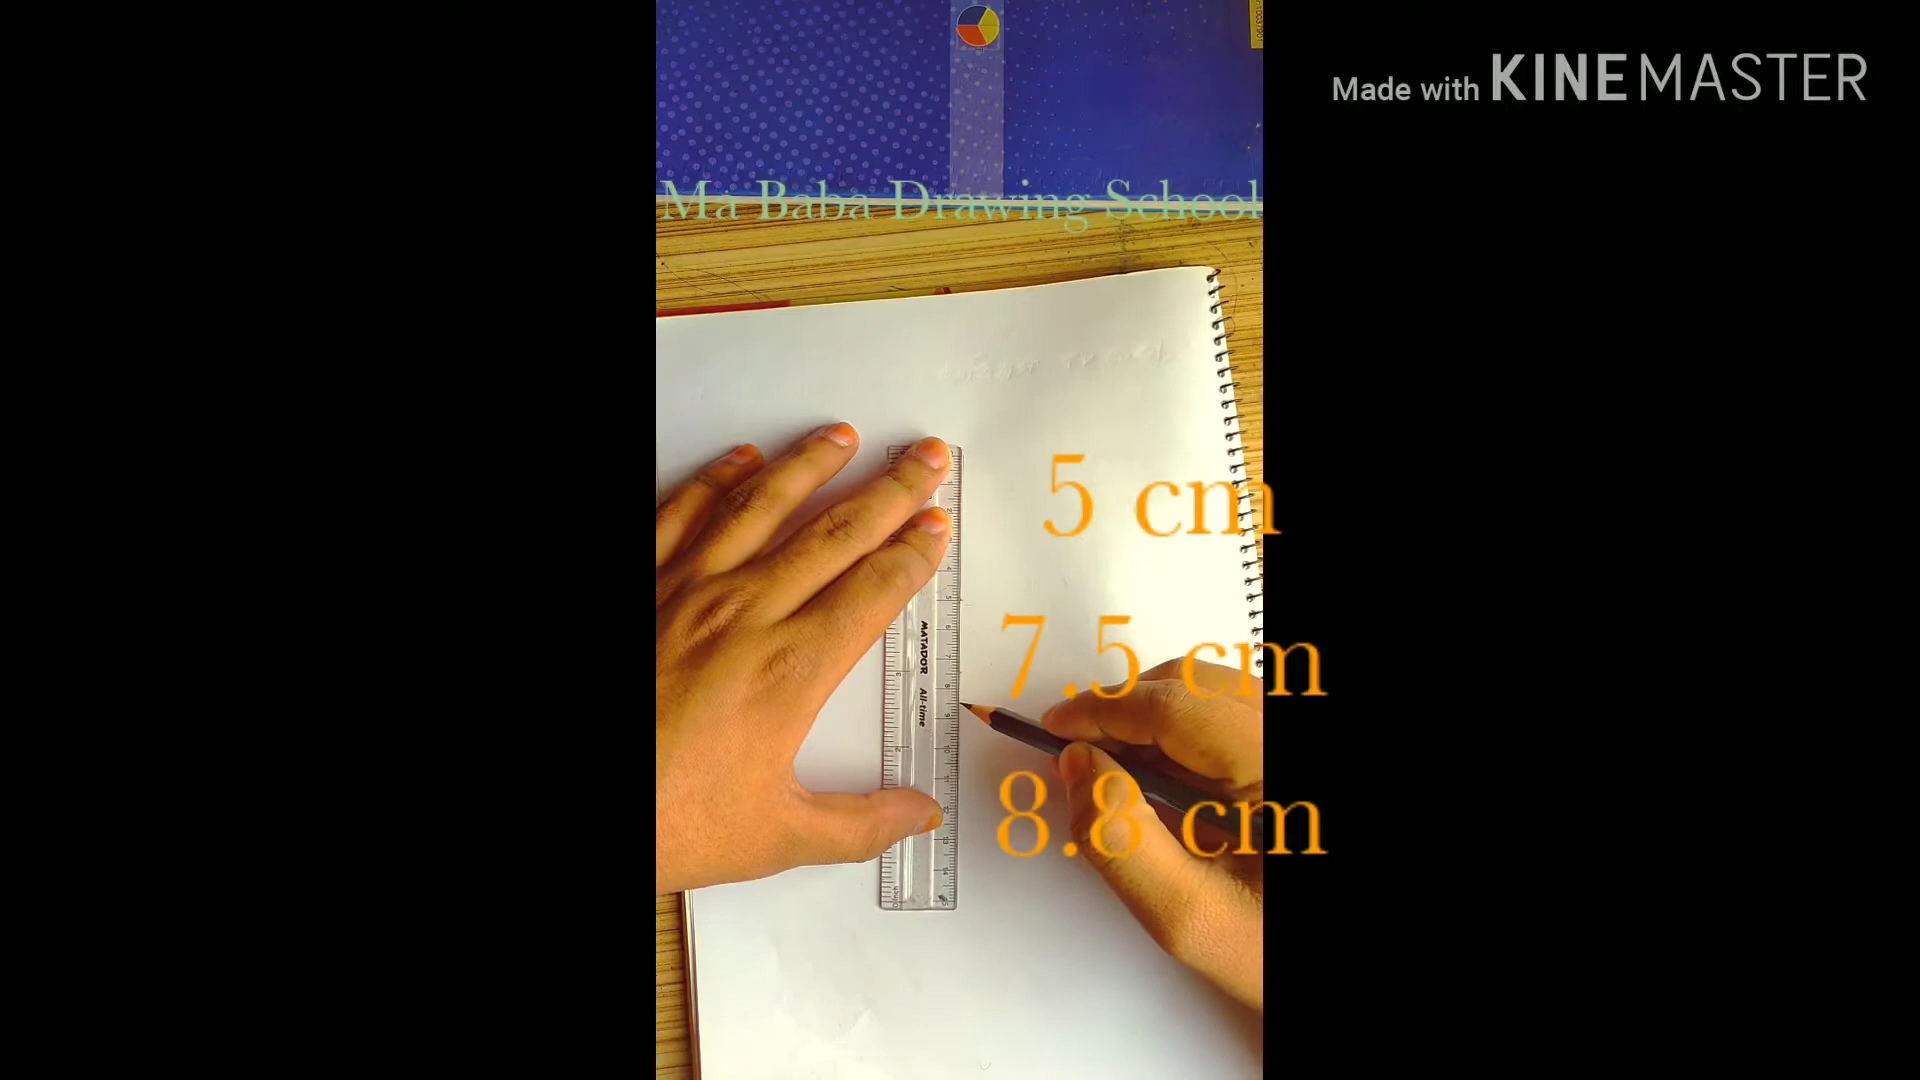 Made with KINEMASTER
Ma Baba Drawing School
5 cm
7.5 cm
8.8 cm
MATADOR All-time